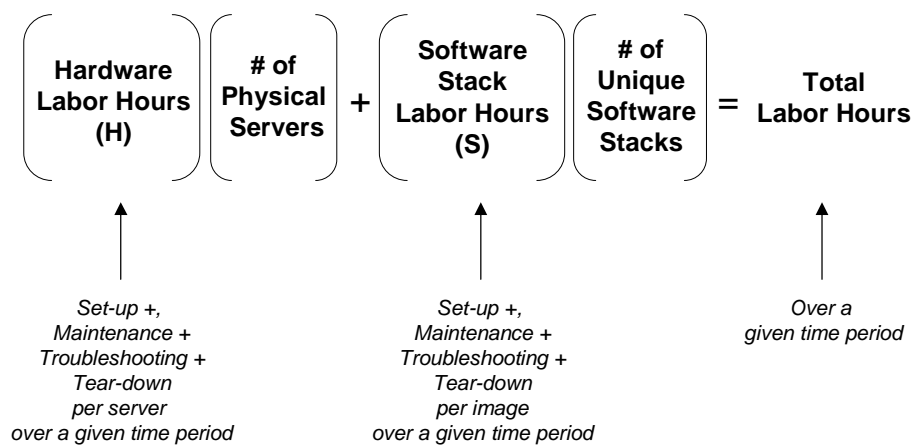 Hardware
Labor Hours
(H)
# of
Physical
Servers
+
Software
Stack
Labor Hours
(S)
# of
Unique
Software
Stacks
=
Total
Labor Hours
Set-up +,
Maintenance +
Troubleshooting +
Tear-down
per server
over a given time period
Set-up +,
Maintenance +
Troubleshooting +
Tear-down
per image
over a given time period
Over a
given time period